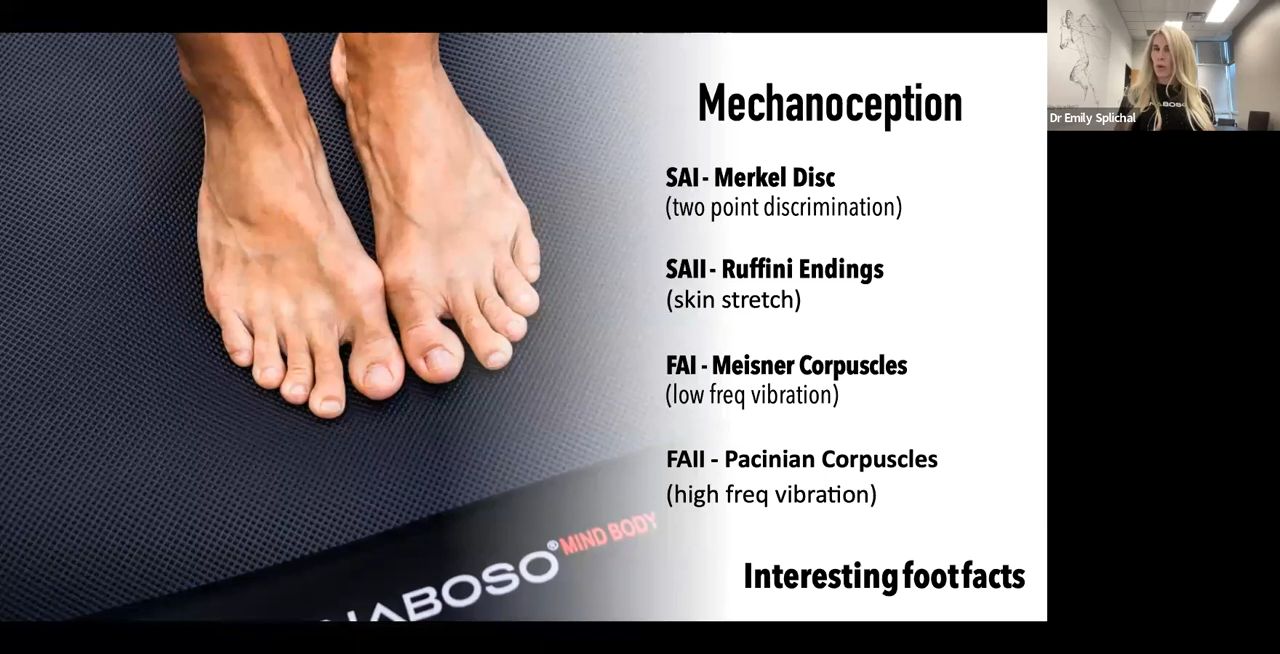 Mechanoception
SAI - Merkel Disc
(two point discrimination)
SAII - Ruffini Endings
(skin stretch)
FAI - Meisner Corpuscles
(low freq vibration)
FAII - Pacinian Corpuscles
(high freq vibration)
Interesting foot facts
NABOSO® MIND BODY
Dr Emily Splichal